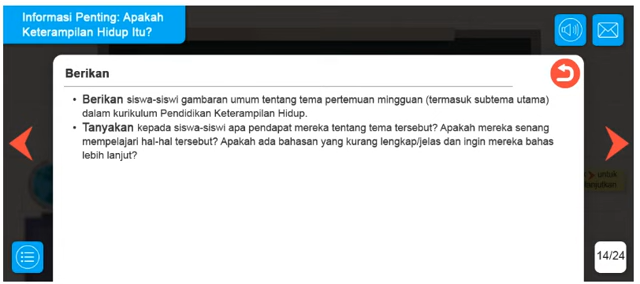 Informasi Penting: Apakah
Keterampilan Hidup Itu?
Berikan
• Berikan siswa-siswi gambaran umum tentang tema pertemuan mingguan (termasuk subtema utama)
dalam kurikulum Pendidikan Keterampilan Hidup.
• Tanyakan kepada siswa-siswi apa pendapat mereka tentang tema tersebut? Apakah mereka senang
mempelajari hal-hal tersebut? Apakah ada bahasan yang kurang lengkap/jelas dan ingin mereka bahas
lebih lanjut?
untuk
14/24